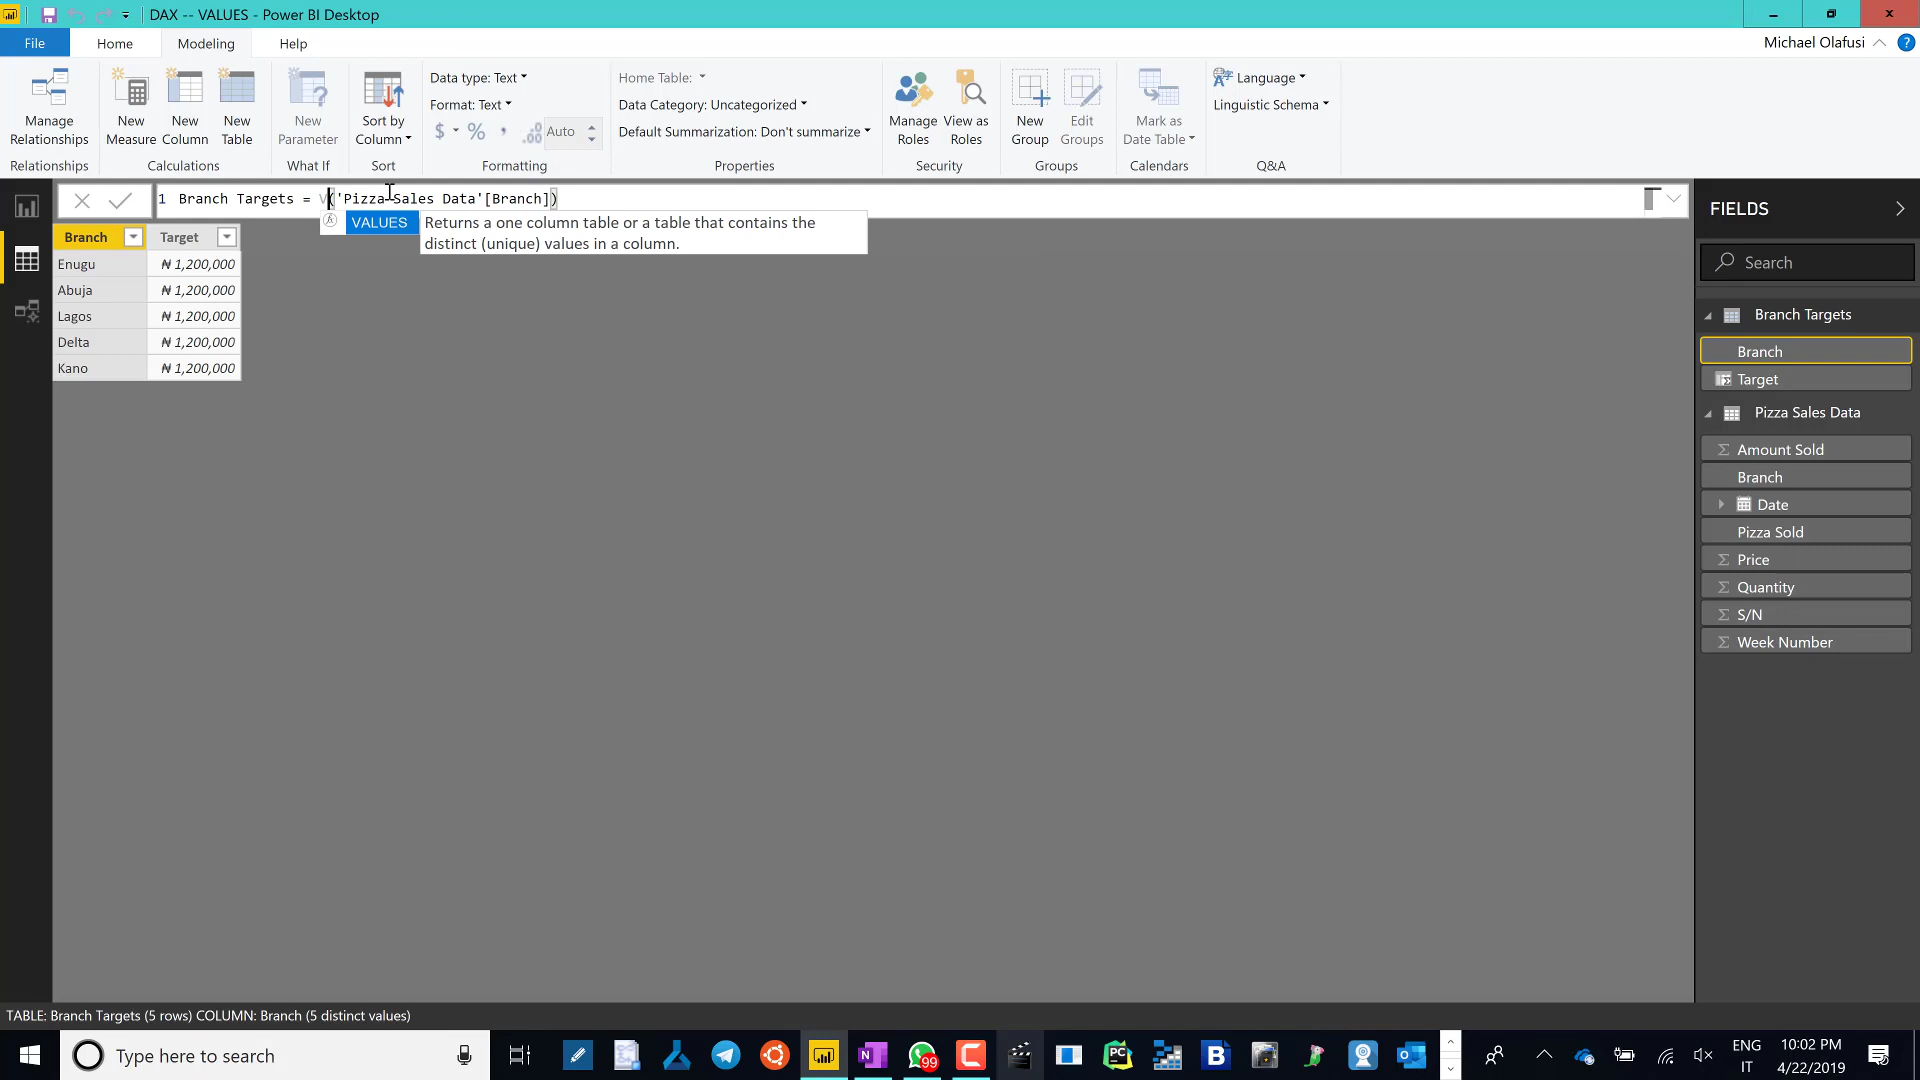 DAX -- VALUES - Power BI Desktop
File
Home
Modeling
Help
Michael Olafusi
?
Manage Relationships
New Measure
New Column
New Table
New Parameter
Sort by Column
Data type: Text
Format: Text
$ % , .00 Auto
Home Table:
Data Category: Uncategorized
Default Summarization: Don't summarize
Manage Roles
View as Roles
New Group
Edit Groups
Mark as Date Table
Language
Linguistic Schema
Relationships
Calculations
What If
Sort
Formatting
Properties
Security
Groups
Calendars
Q&A
1 Branch Targets = V('Pizza Sales Data'[Branch])
VALUES
Returns a one column table or a table that contains the
distinct (unique) values in a column.
Branch Target
Enugu ₦ 1,200,000
Abuja ₦ 1,200,000
Lagos ₦ 1,200,000
Delta ₦ 1,200,000
Kano ₦ 1,200,000
FIELDS
Search
Branch Targets
Branch
Target
Pizza Sales Data
Amount Sold
Branch
Date
Pizza Sold
Price
Quantity
S/N
Week Number
TABLE: Branch Targets (5 rows) COLUMN: Branch (5 distinct values)
Type here to search
N
99
PC
B
ENG
IT
10:02 PM
4/22/2019